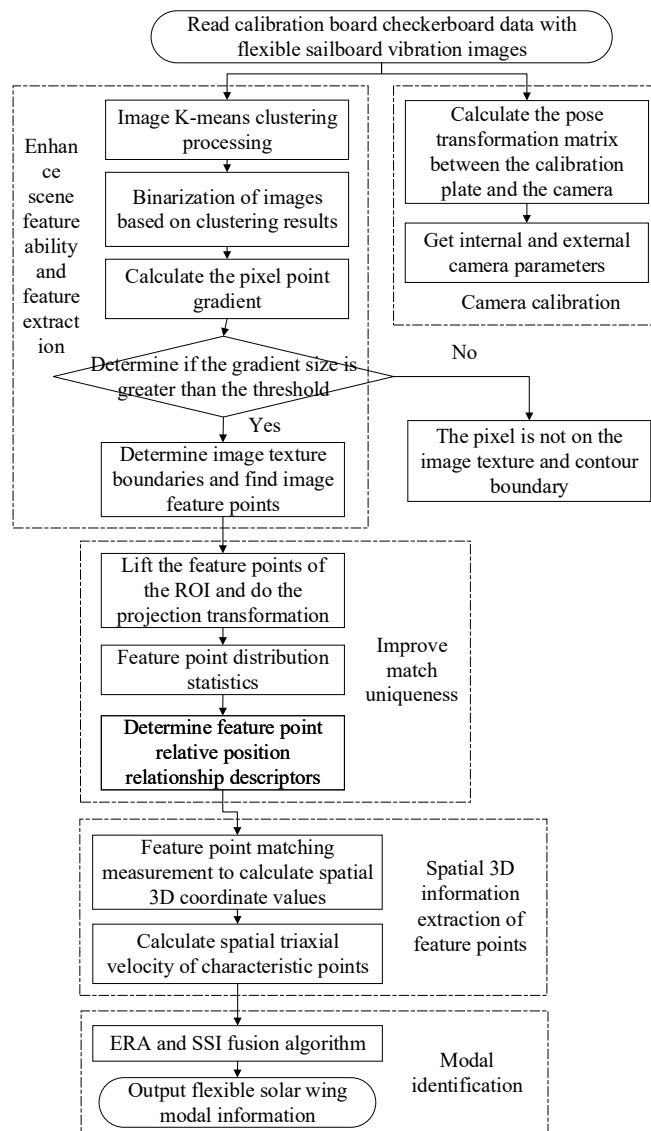 Read calibration board checkerboard data with
flexible sailboard vibration images
Enhan
ce
scene
feature
ability
and
feature
extract
ion
Image K-means clustering
processing
Binarization of images
based on clustering results
Calculate the pixel point
gradient
Determine if the gradient size is
greater than the threshold
Yes
Determine image texture
boundaries and find image
feature points
Calculate the pose
transformation matrix
between the calibration
plate and the camera
Get internal and external
camera parameters
Camera calibration
No
The pixel is not on the
image texture and contour
boundary
Lift the feature points of
the ROI and do the
projection transformation
Feature point distribution
statistics
Determine feature point
relative position
relationship descriptors
Improve
match
uniqueness
Feature point matching
measurement to calculate spatial
3D coordinate values
Calculate spatial triaxial
velocity of characteristic points
Spatial 3D
information
extraction of
feature points
ERA and SSI fusion algorithm
Output flexible solar wing
modal information
Modal
identification